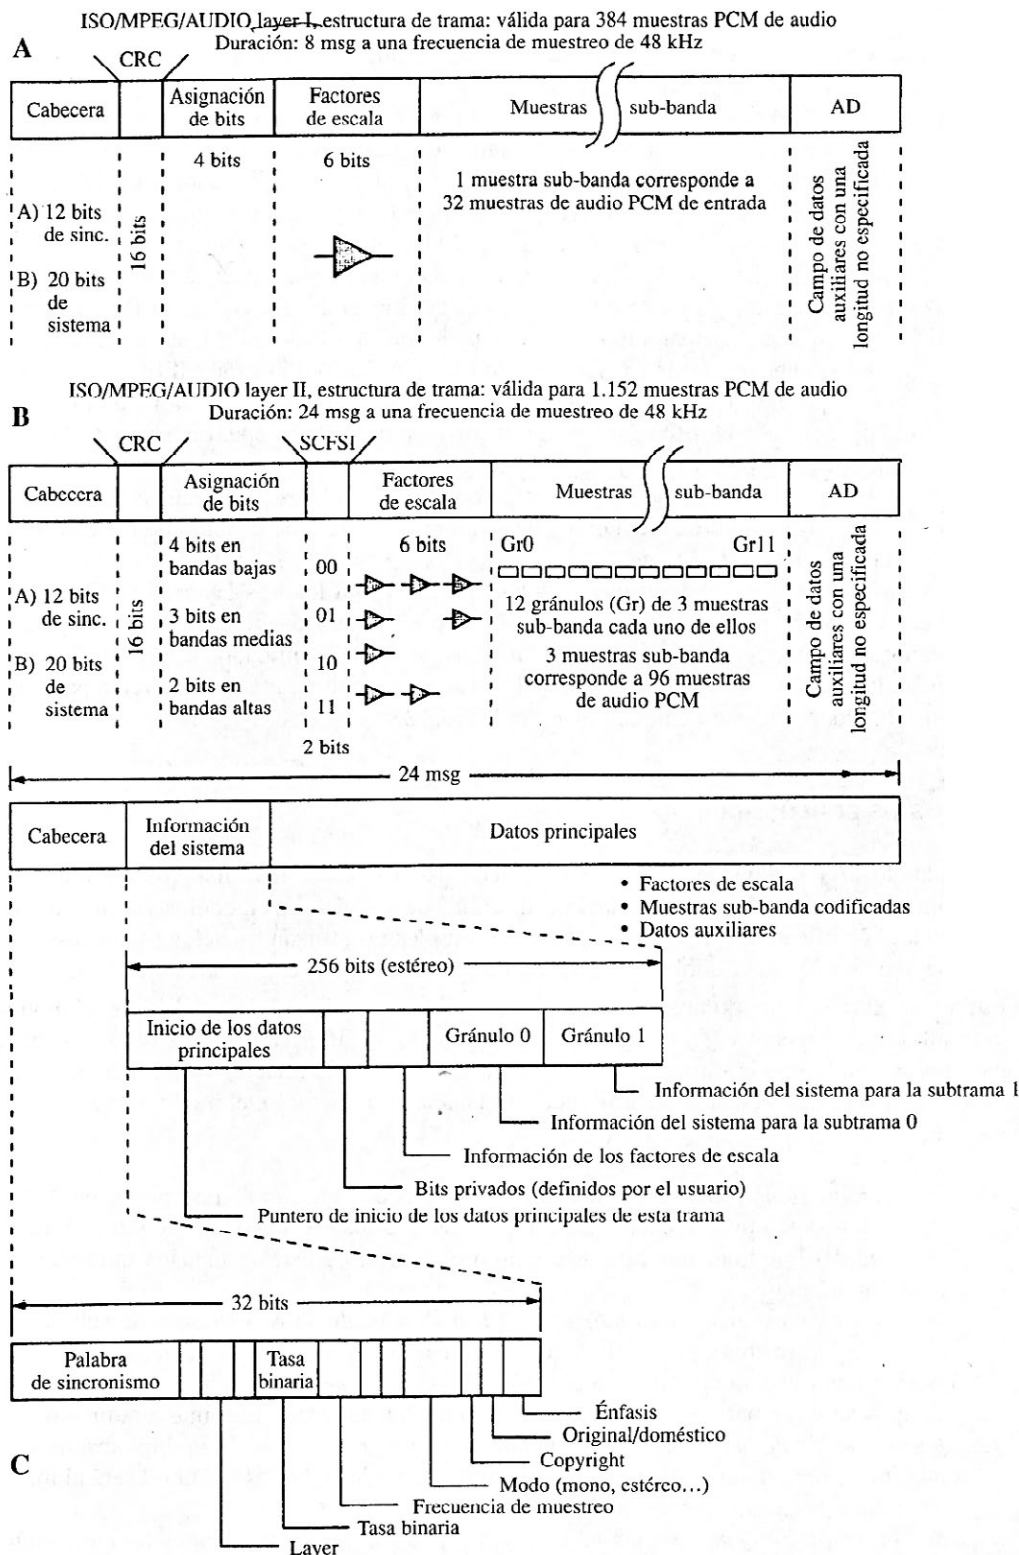 ISO/MPEG/AUDIO layer I, estructura de trama: válida para 384 muestras PCM de audio
Duración: 8 msg a una frecuencia de muestreo de 48 kHz
A
CRC
Cabecera
Asignación
de bits
Factores
de escala
Muestras
sub-banda
AD
4 bits
6 bits
1 muestra sub-banda corresponde a
32 muestras de audio PCM de entrada
A) 12 bits
de sinc.
B) 20 bits
de
sistema
16 bits
Campo de datos
auxiliares con una
longitud no especificada
ISO/MPEG/AUDIO layer II, estructura de trama: válida para 1.152 muestras PCM de audio
Duración: 24 msg a una frecuencia de muestreo de 48 kHz
B
CRC
SCFSI
Cabecera
Asignación
de bits
Factores
de escala
Muestras
sub-banda
AD
A) 12 bits
de sinc.
B) 20 bits
de
sistema
16 bits
4 bits en
bandas bajas
3 bits en
bandas medias
2 bits en
bandas altas
00
01
10
11
2 bits
6 bits
Gr0
Gr11
12 gránulos (Gr) de 3 muestras
sub-banda cada uno de ellos
3 muestras sub-banda
corresponde a 96 muestras
de audio PCM
Campo de datos
auxiliares con una
longitud no especificada
24 msg
Cabecera
Información
del sistema
Datos principales
• Factores de escala
• Muestras sub-banda codificadas
• Datos auxiliares
256 bits (estéreo)
Inicio de los datos
principales
Gránulo 0
Gránulo 1
Información del sistema para la subtrama 1
Información del sistema para la subtrama 0
Información de los factores de escala
Bits privados (definidos por el usuario)
Puntero de inicio de los datos principales de esta trama
32 bits
Palabra
de sincronismo
Tasa
binaria
Énfasis
Original/doméstico
Copyright
C
Modo (mono, estéreo...)
Frecuencia de muestreo
Tasa binaria
Layer